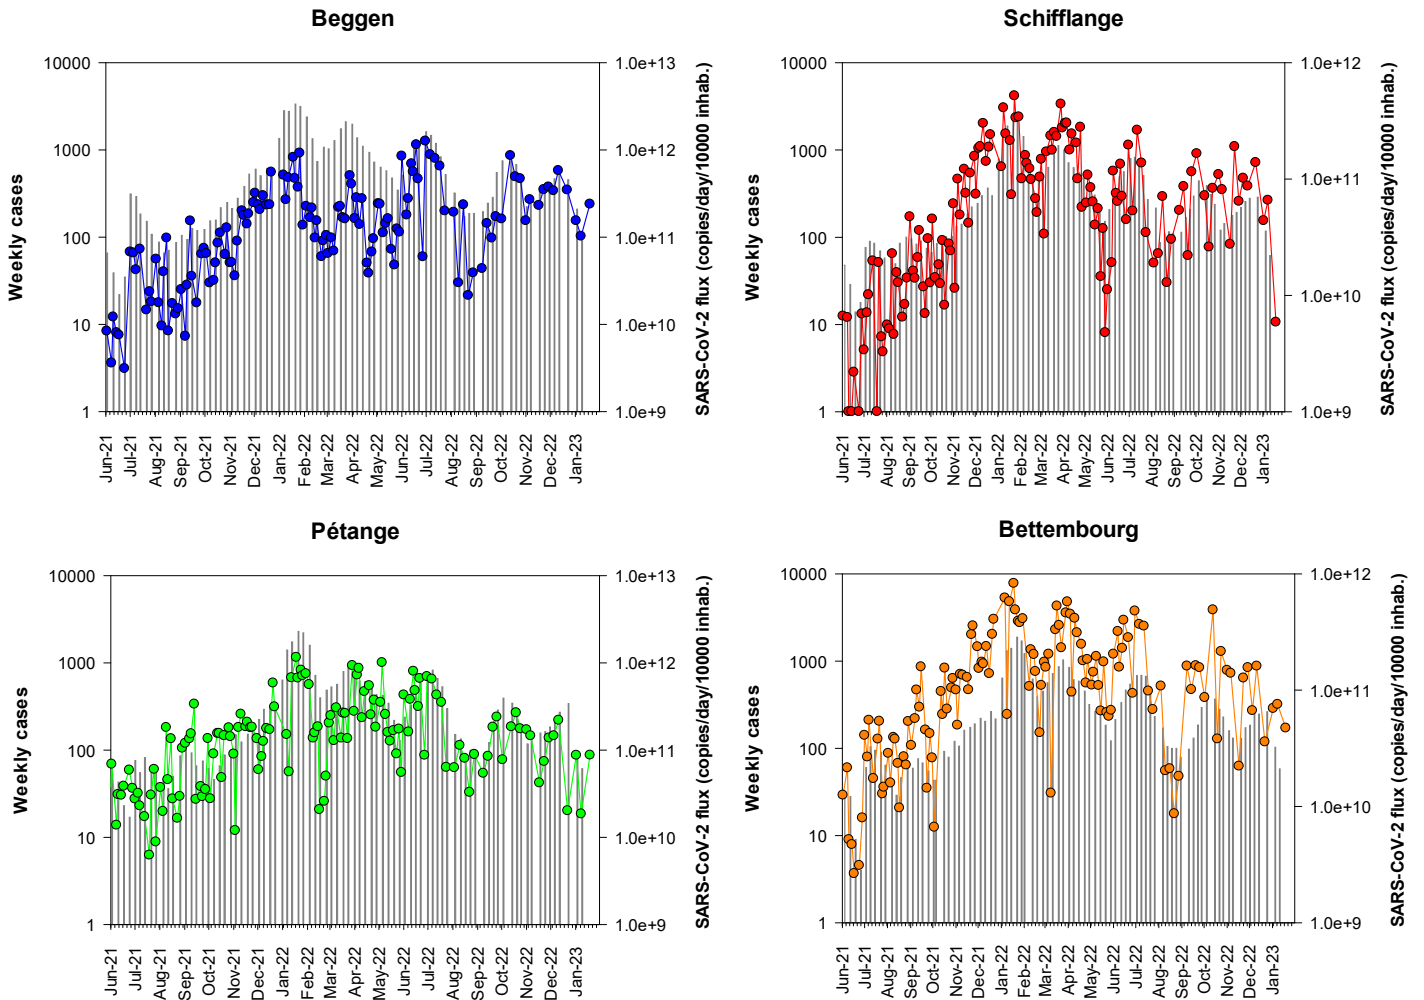 Beggen
Weekly cases
10000
1000
100
10
1
1.0e+13
1.0e+12
1.0e+11
1.0e+10
1.0e+9
SARS-CoV-2 flux (copies/day/10000 inhab.)
Jun-21
Jul-21
Aug-21
Sep-21
Oct-21
Nov-21
Dec-21
Jan-22
Feb-22
Mar-22
Apr-22
May-22
Jun-22
Jul-22
Aug-22
Sep-22
Oct-22
Nov-22
Dec-22
Jan-23
Schifflange
Weekly cases
10000
1000
100
10
1
1.0e+12
1.0e+11
1.0e+10
1.0e+9
SARS-CoV-2 flux (copies/day/10000 inhab.)
Jun-21
Jul-21
Aug-21
Sep-21
Oct-21
Nov-21
Dec-21
Jan-22
Feb-22
Mar-22
Apr-22
May-22
Jun-22
Jul-22
Aug-22
Sep-22
Oct-22
Nov-22
Dec-22
Jan-23
Pétange
Weekly cases
10000
1000
100
10
1
1.0e+13
1.0e+12
1.0e+11
1.0e+10
1.0e+9
SARS-CoV-2 flux (copies/day/10000 inhab.)
Jun-21
Jul-21
Aug-21
Sep-21
Oct-21
Nov-21
Dec-21
Jan-22
Feb-22
Mar-22
Apr-22
May-22
Jun-22
Jul-22
Aug-22
Sep-22
Oct-22
Nov-22
Dec-22
Jan-23
Bettembourg
Weekly cases
10000
1000
100
10
1
1.0e+12
1.0e+11
1.0e+10
1.0e+9
SARS-CoV-2 flux (copies/day/10000 inhab.)
Jun-21
Jul-21
Aug-21
Sep-21
Oct-21
Nov-21
Dec-21
Jan-22
Feb-22
Mar-22
Apr-22
May-22
Jun-22
Jul-22
Aug-22
Sep-22
Oct-22
Nov-22
Dec-22
Jan-23